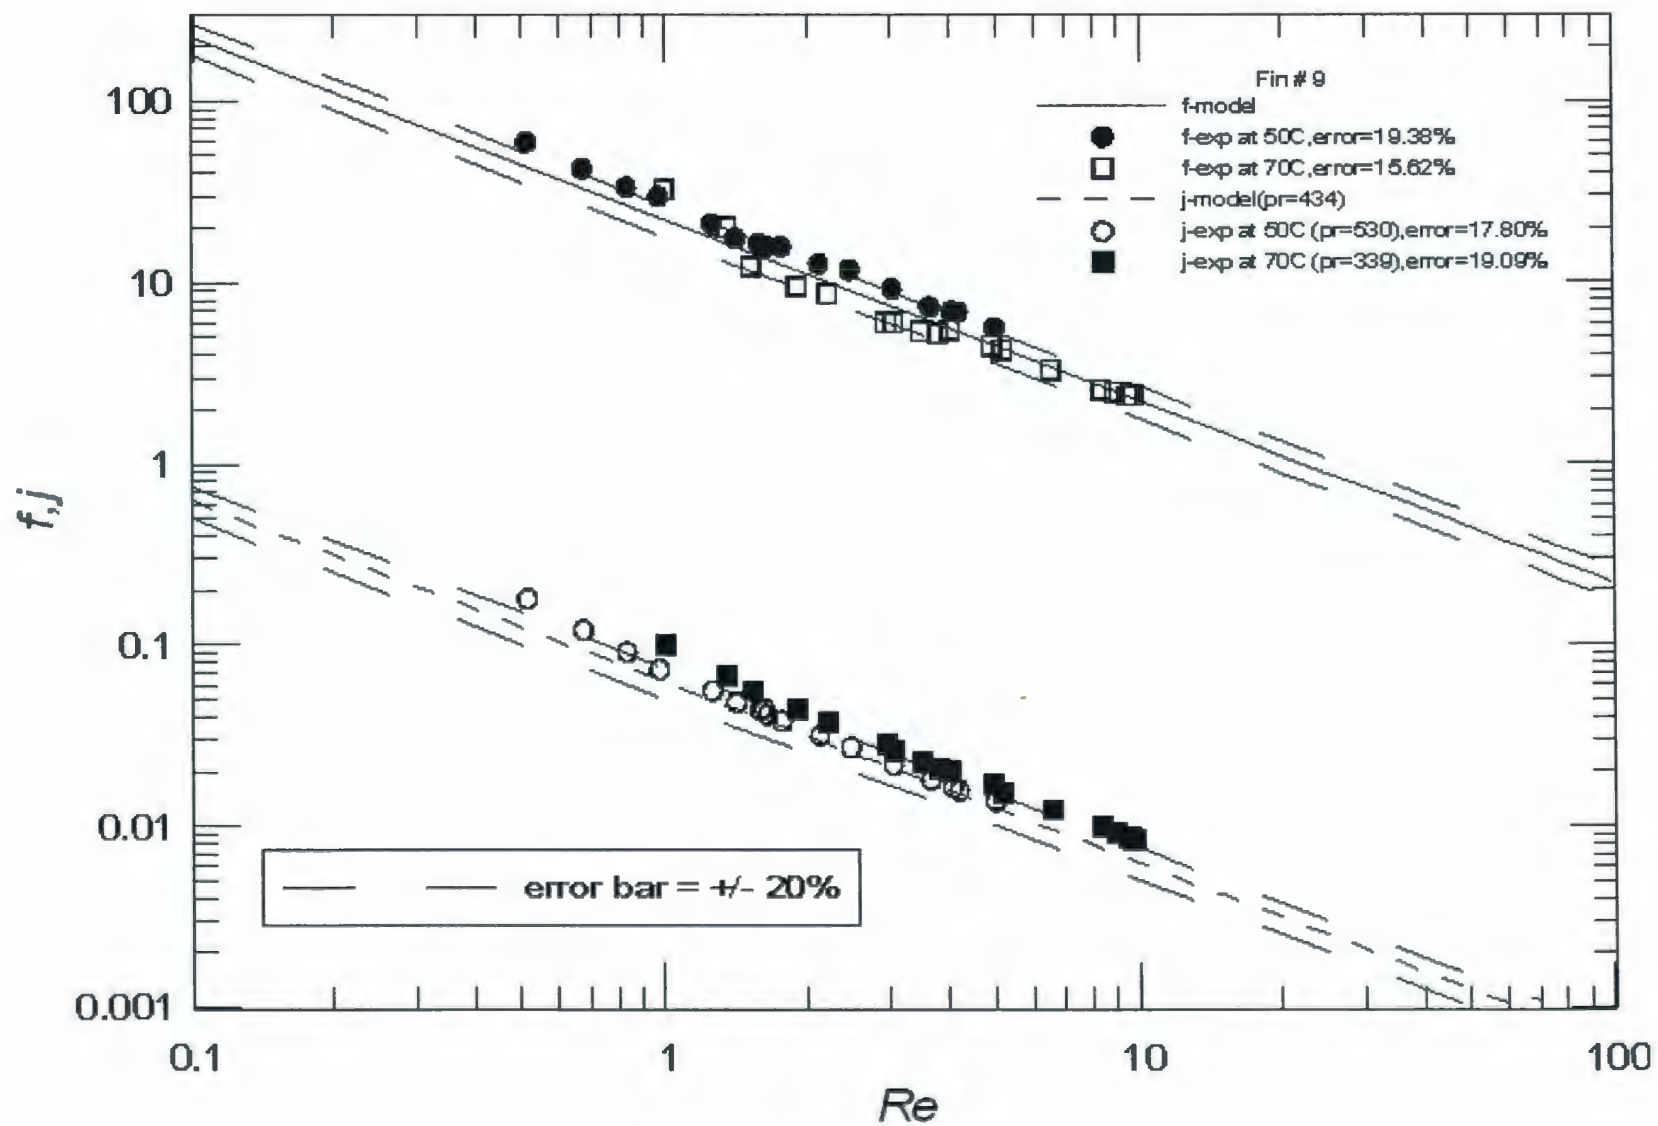 Fin # 9
f-model
f-exp at 50C,error=19.38%
f-exp at 70C,error=15.62%
j-model(pr=434)
j-exp at 50C (pr=530),error=17.80%
j-exp at 70C (pr=339),error=19.09%
100
10
1
0.1
0.01
0.001
f,j
error bar = +/- 20%
0.1 1 10 100
Re